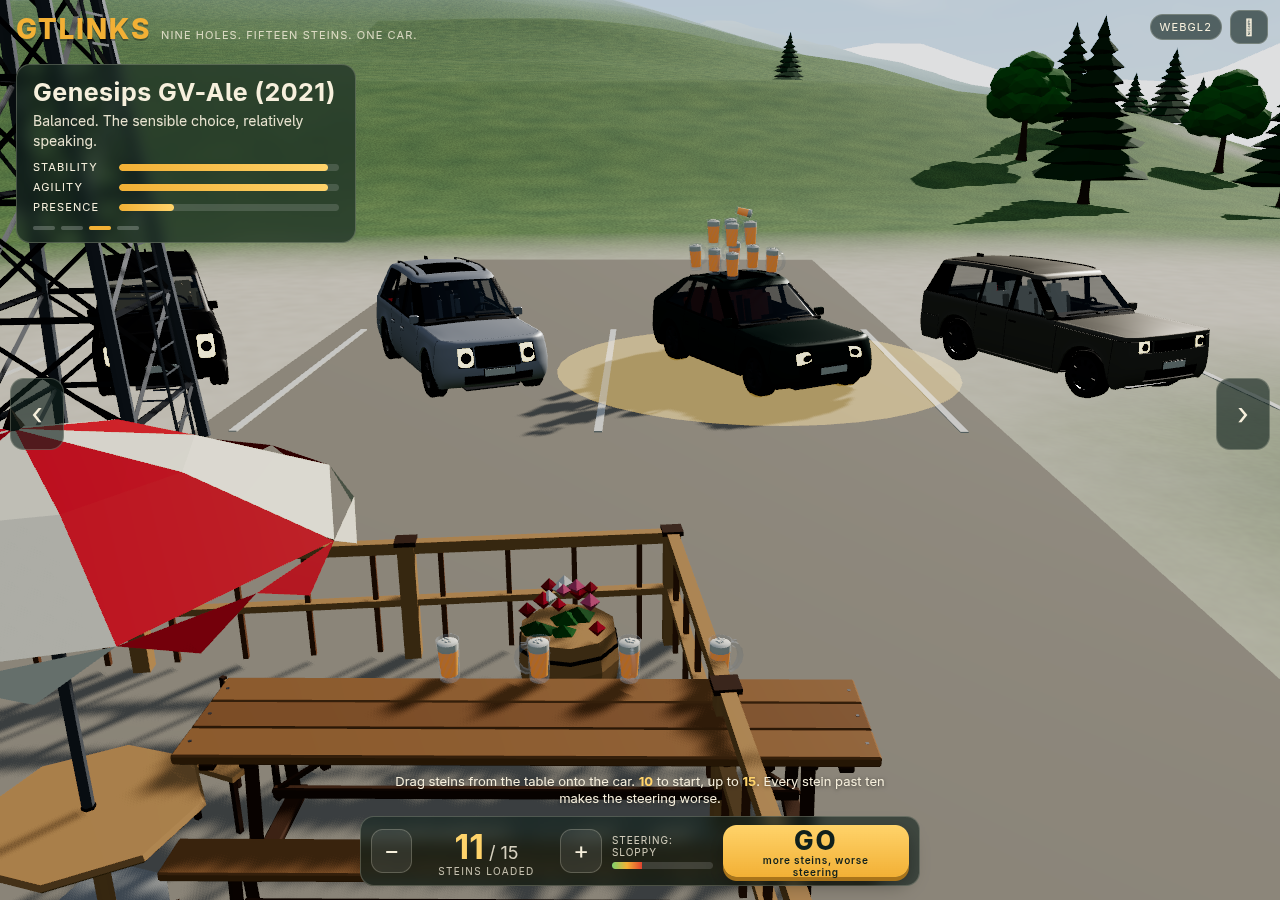 GTLINKS NINE HOLES. FIFTEEN STEINS. ONE CAR.
WEBGL2
Genesips GV-Ale (2021)
Balanced. The sensible choice, relatively
speaking.
STABILITY
AGILITY
PRESENCE
Drag steins from the table onto the car. 10 to start, up to 15. Every stein past ten
makes the steering worse.
− 11 / 15 +
STEINS LOADED
STEERING:
SLOPPY
GO
more steins, worse
steering